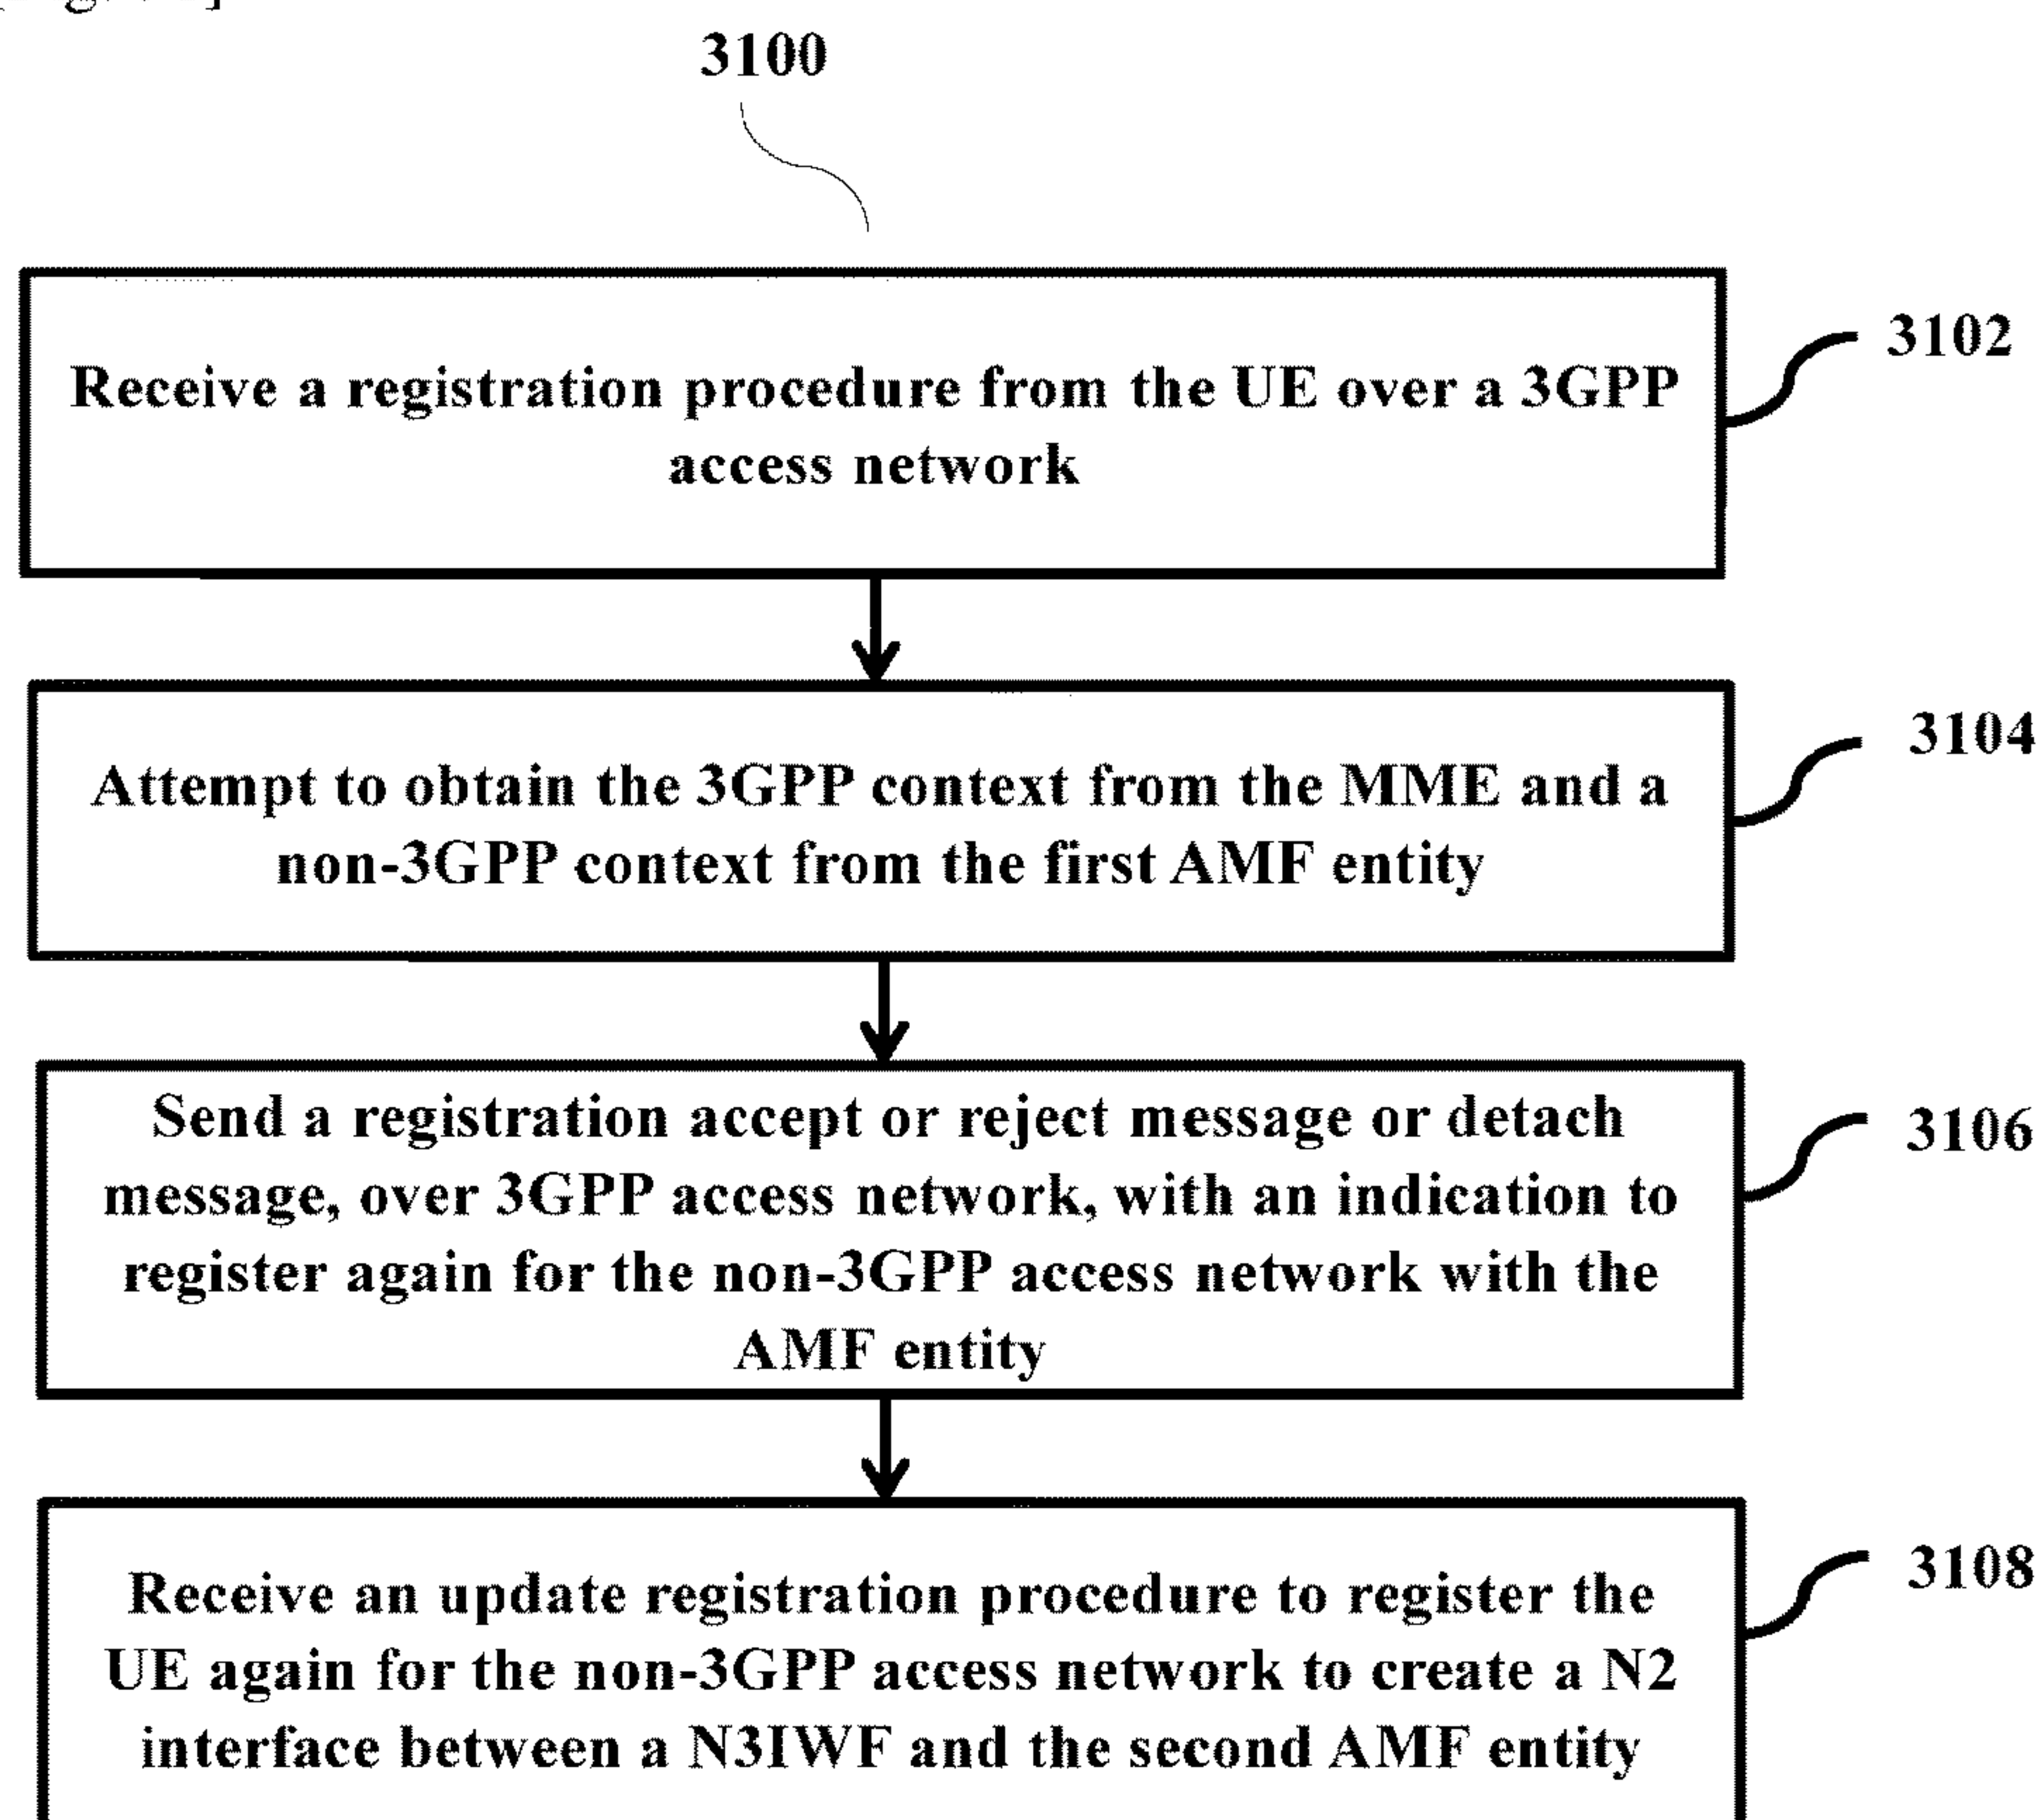 3100
Receive a registration procedure from the UE over a 3GPP
access network
3102
Attempt to obtain the 3GPP context from the MME and a
non-3GPP context from the first AMF entity
3104
Send a registration accept or reject message or detach
message, over 3GPP access network, with an indication to
register again for the non-3GPP access network with the
AMF entity
3106
Receive an update registration procedure to register the
UE again for the non-3GPP access network to create a N2
interface between a N3IWF and the second AMF entity
3108